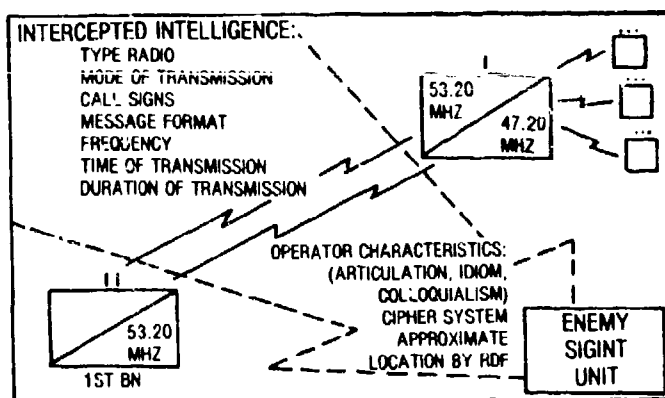 INTERCEPTED INTELLIGENCE:
TYPE RADIO
MODE OF TRANSMISSION
CALL SIGNS
MESSAGE FORMAT
FREQUENCY
TIME OF TRANSMISSION
DURATION OF TRANSMISSION
53.20
MHZ
47.20
MHZ
OPERATOR CHARACTERISTICS:
(ARTICULATION, IDIOM,
COLLOQUIALISM)
CIPHER SYSTEM
APPROXIMATE
LOCATION BY RDF
53.20
MHZ
1ST BN
ENEMY
SIGINT
UNIT